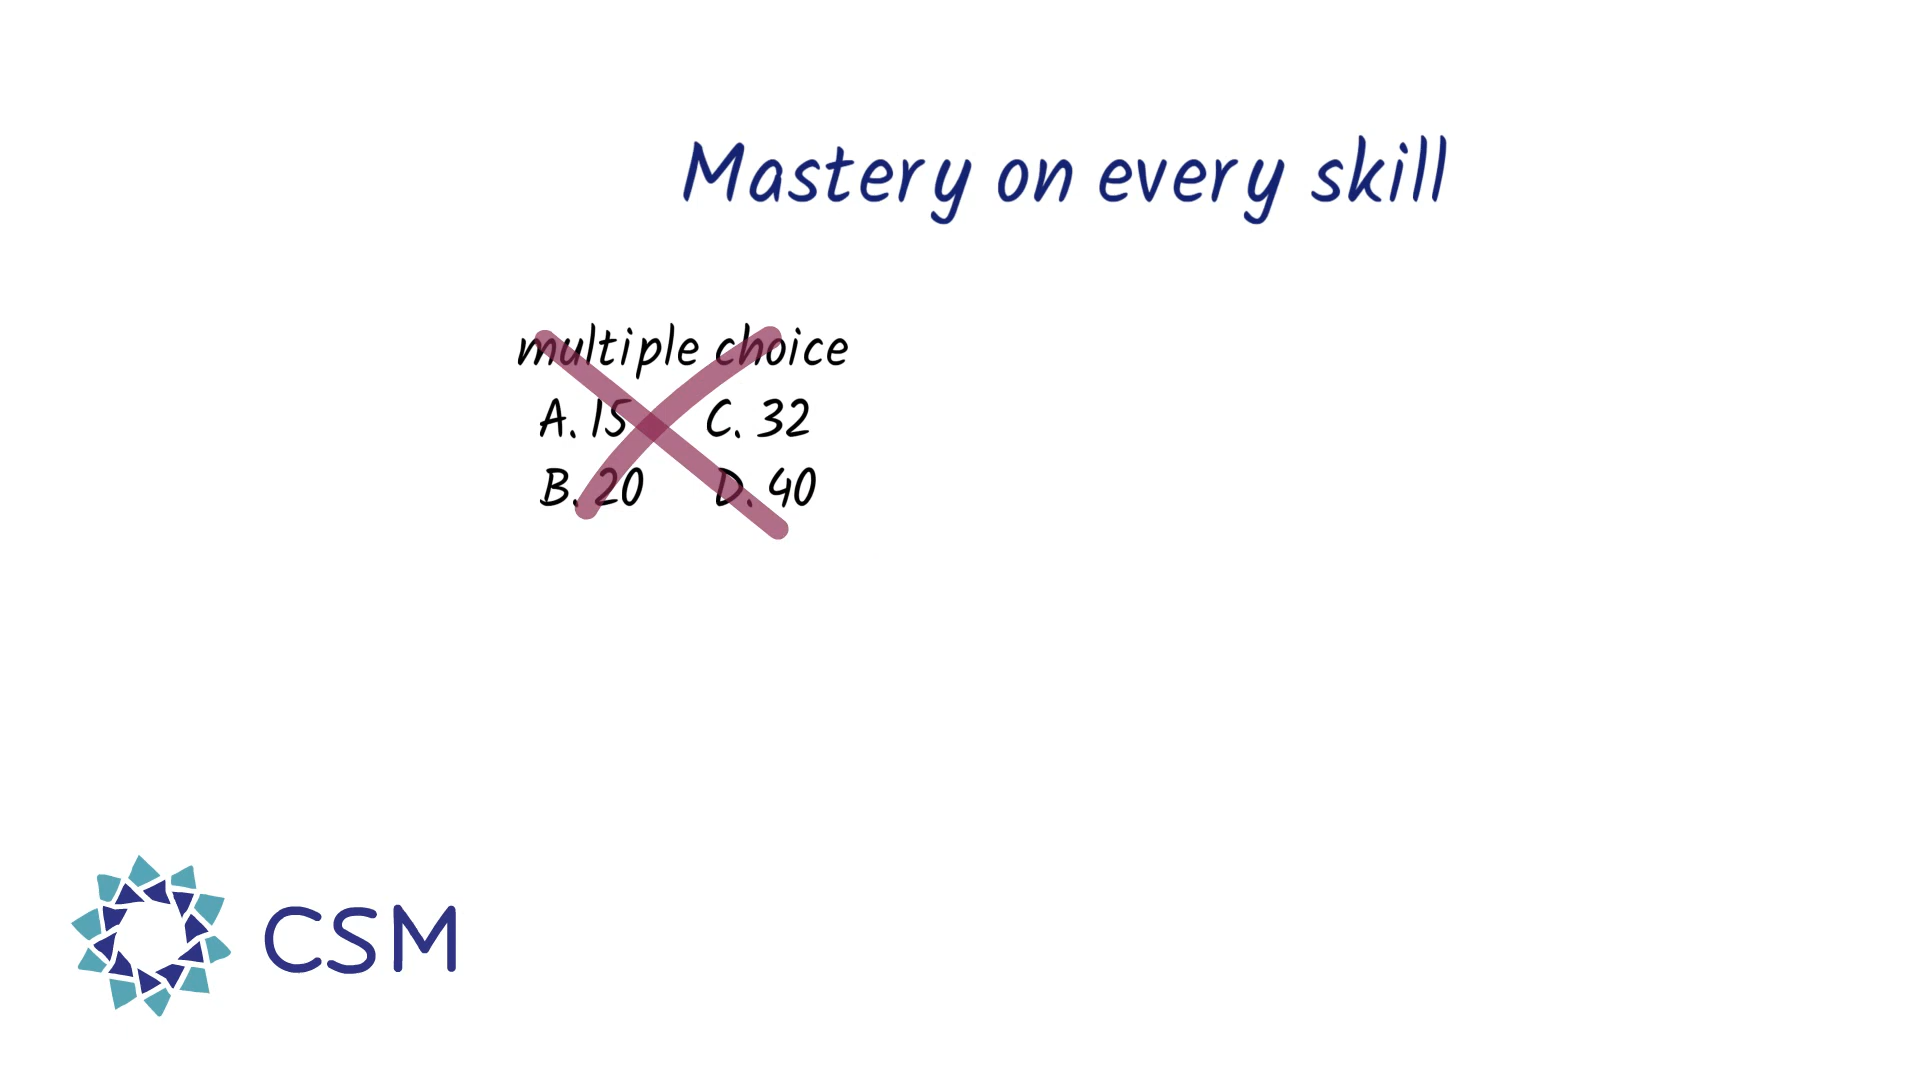 Mastery on every skill
multiple choice
A. 15 C. 32
B. 20 D. 40
CSM